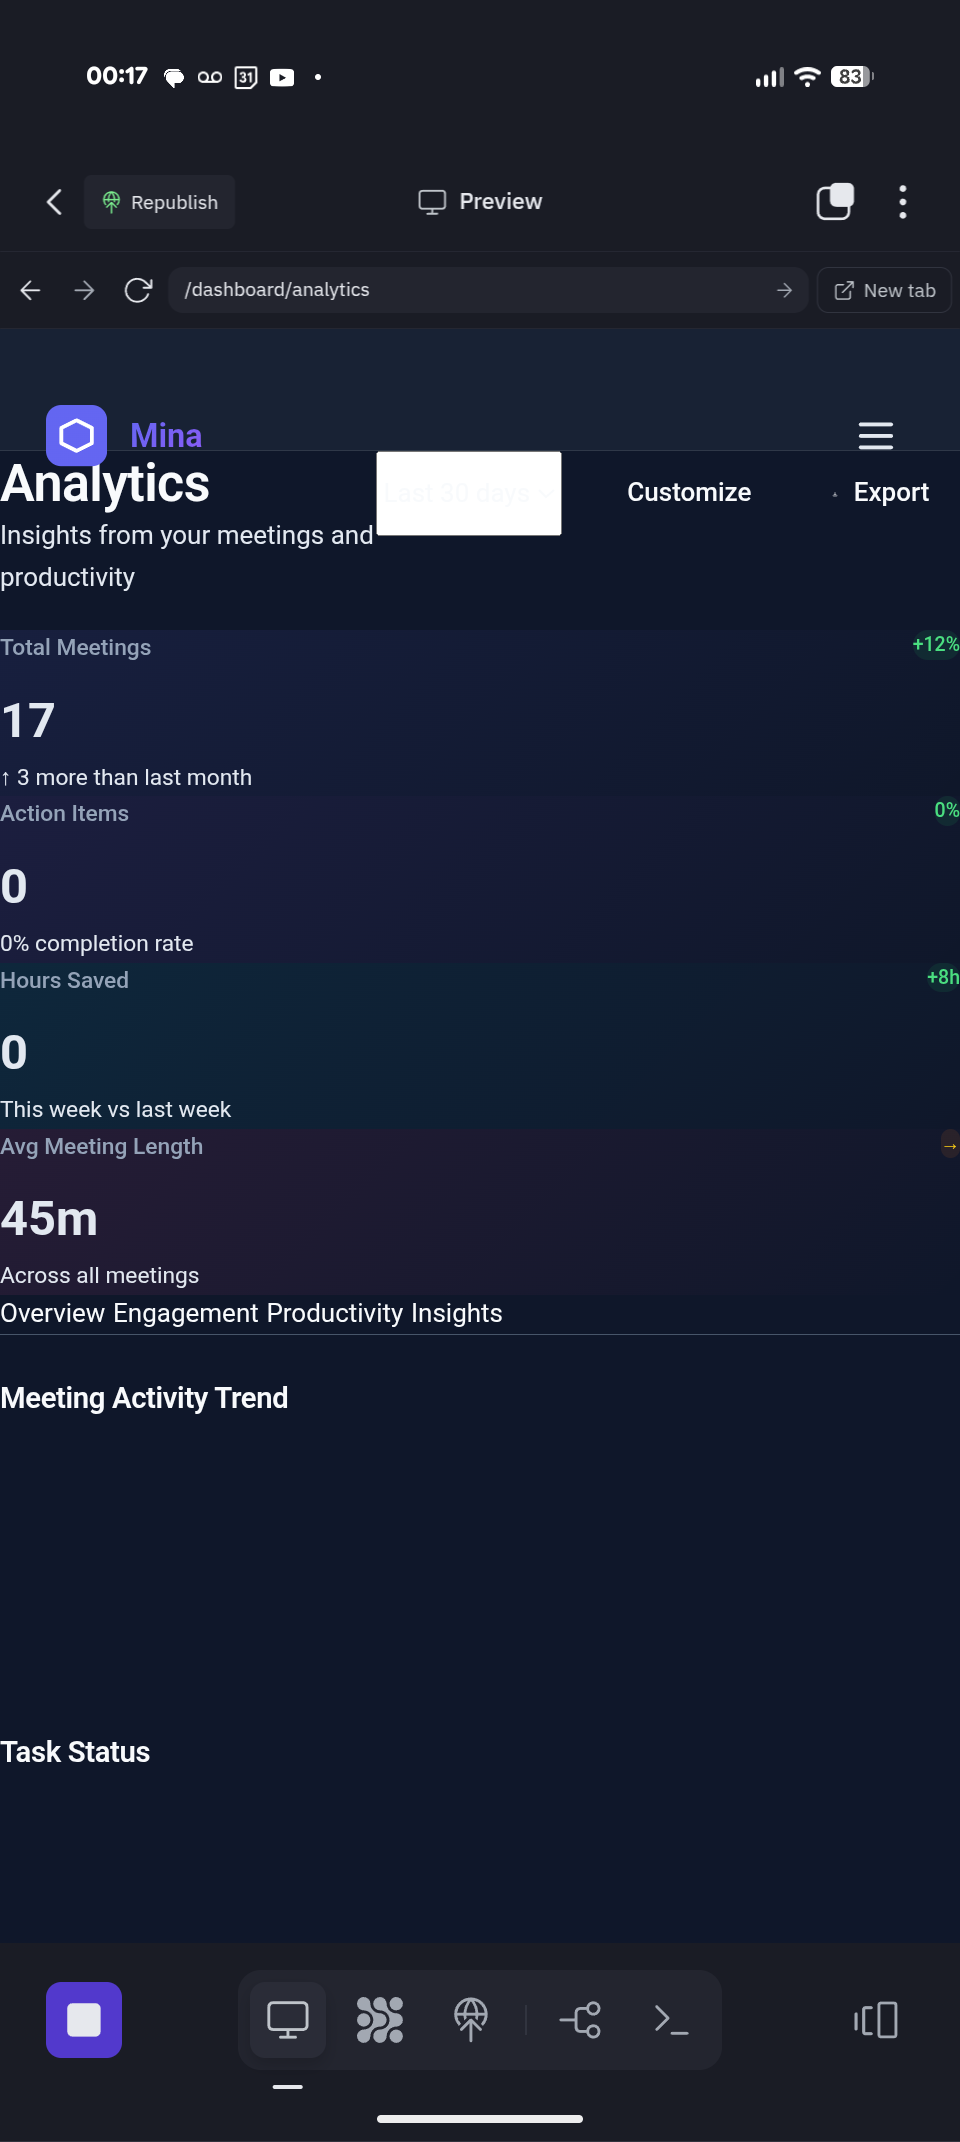 00:17
31
83
Republish
Preview
/dashboard/analytics
New tab
Mina
Analytics
Last 30 days
Customize
Export
Insights from your meetings and
productivity
Total Meetings
+12%
17
↑ 3 more than last month
Action Items
0%
0
0% completion rate
Hours Saved
+8h
0
This week vs last week
Avg Meeting Length
→
45m
Across all meetings
Overview Engagement Productivity Insights
Meeting Activity Trend
Task Status